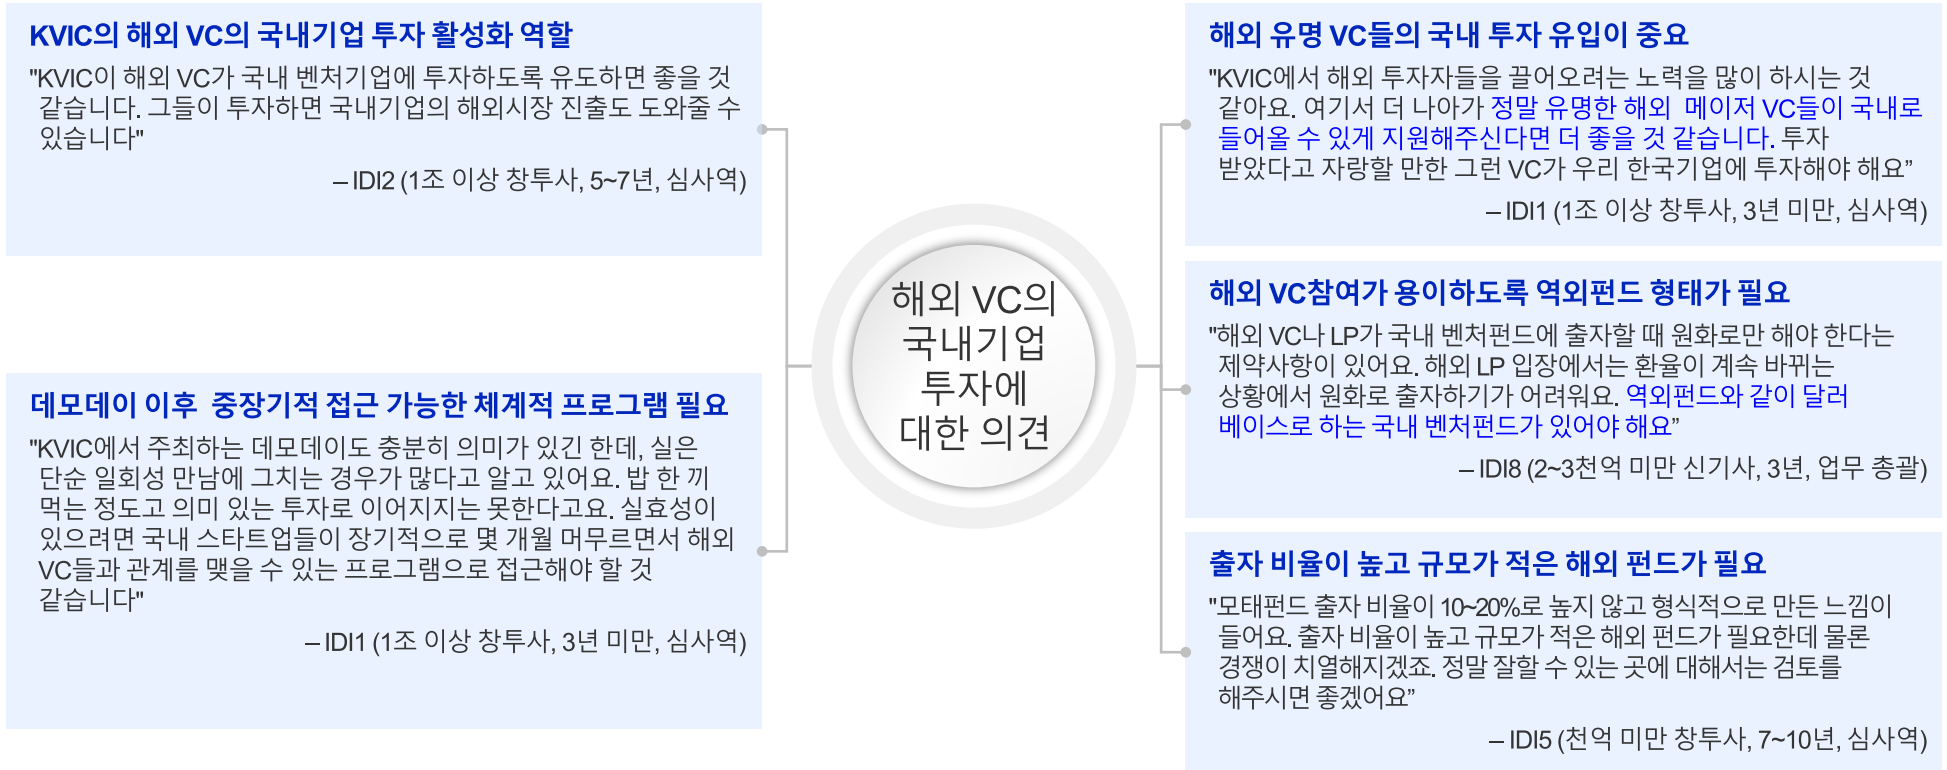 KVIC의 해외 VC의 국내기업 투자 활성화 역할
"KVIC이 해외 VC가 국내 벤처기업에 투자하도록 유도하면 좋을 것
같습니다. 그들이 투자하면 국내기업의 해외시장 진출도 도와줄 수
있습니다"
– IDI2 (1조 이상 창투사, 5~7년, 심사역)
데모데이 이후 중장기적 접근 가능한 체계적 프로그램 필요
"KVIC에서 주최하는 데모데이도 충분히 의미가 있긴 한데, 실은
단순 일회성 만남에 그치는 경우가 많다고 알고 있어요. 밥 한 끼
먹는 정도고 의미 있는 투자로 이어지지는 못한다고요. 실효성이
있으려면 국내 스타트업들이 장기적으로 몇 개월 머무르면서 해외
VC들과 관계를 맺을 수 있는 프로그램으로 접근해야 할 것
같습니다"
– IDI1 (1조 이상 창투사, 3년 미만, 심사역)
해외 VC의
국내기업
투자에
대한 의견
해외 유명 VC들의 국내 투자 유입이 중요
"KVIC에서 해외 투자자들을 끌어오려는 노력을 많이 하시는 것
같아요. 여기서 더 나아가 정말 유명한 해외 메이저 VC들이 국내로
들어올 수 있게 지원해주신다면 더 좋을 것 같습니다. 투자
받았다고 자랑할 만한 그런 VC가 우리 한국기업에 투자해야 해요”
– IDI1 (1조 이상 창투사, 3년 미만, 심사역)
해외 VC참여가 용이하도록 역외펀드 형태가 필요
"해외 VC나 LP가 국내 벤처펀드에 출자할 때 원화로만 해야 한다는
제약사항이 있어요. 해외 LP 입장에서는 환율이 계속 바뀌는
상황에서 원화로 출자하기가 어려워요. 역외펀드와 같이 달러
베이스로 하는 국내 벤처펀드가 있어야 해요”
– IDI8 (2~3천억 미만 신기사, 3년, 업무 총괄)
출자 비율이 높고 규모가 적은 해외 펀드가 필요
"모태펀드 출자 비율이 10~20%로 높지 않고 형식적으로 만든 느낌이
들어요. 출자 비율이 높고 규모가 적은 해외 펀드가 필요한데 물론
경쟁이 치열해지겠죠. 정말 잘할 수 있는 곳에 대해서는 검토를
해주시면 좋겠어요”
– IDI5 (천억 미만 창투사, 7~10년, 심사역)